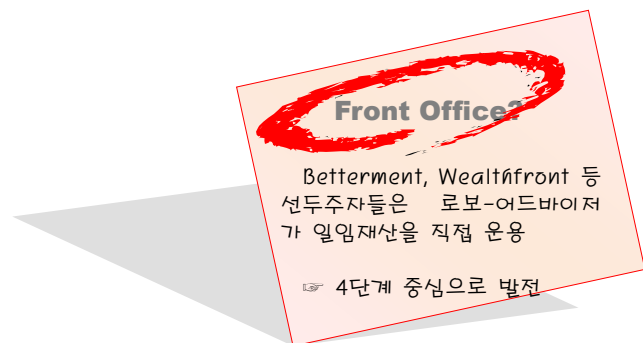 Front Office?
Betterment, Wealthfront 등
선두주자들은 로보-어드바이저
가 일임재산을 직접 운용
☞ 4단계 중심으로 발전